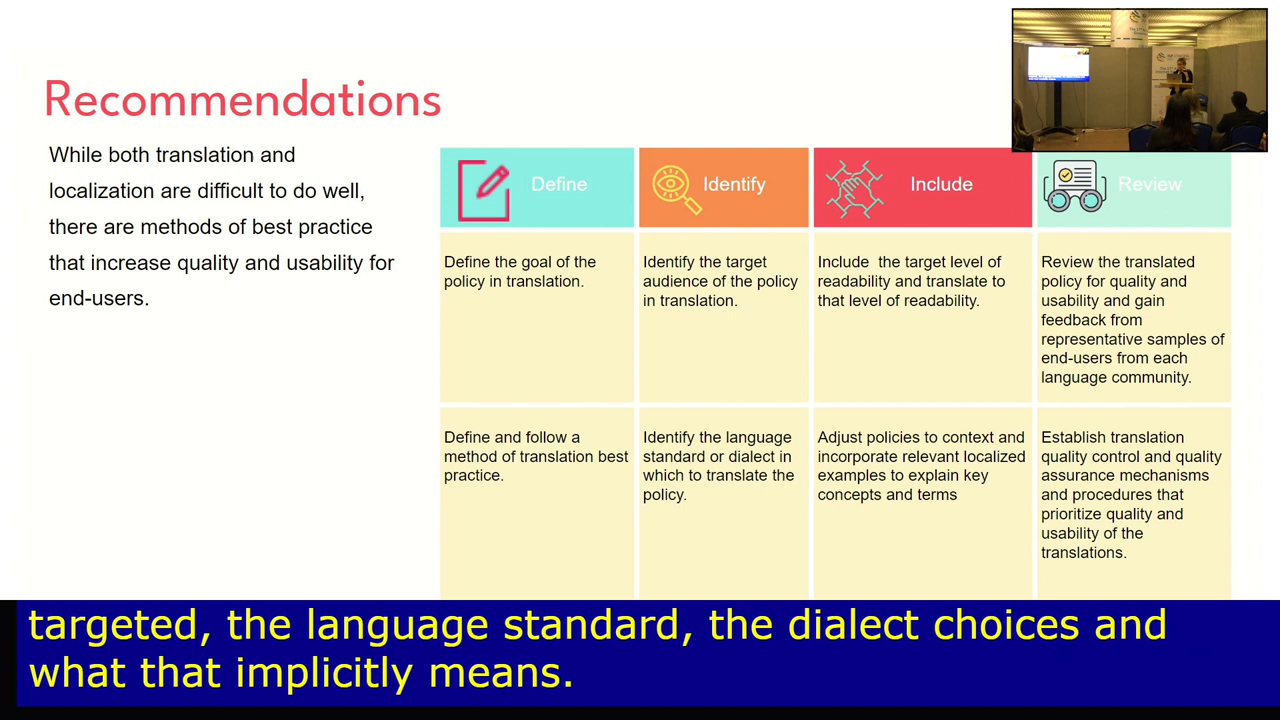 Recommendations
While both translation and
localization are difficult to do well,
there are methods of best practice
that increase quality and usability for
end-users.
Define
Identify
Include
Review
Define the goal of the
policy in translation.
Identify the target
audience of the policy
in translation.
Include the target level of
readability and translate to
that level of readability.
Review the translated
policy for quality and
usability and gain
feedback from
representative samples of
end-users from each
language community.
Define and follow a
method of translation best
practice.
Identify the language
standard or dialect in
which to translate the
policy.
Adjust policies to context and
incorporate relevant localized
examples to explain key
concepts and terms
Establish translation
quality control and quality
assurance mechanisms
and procedures that
prioritize quality and
usability of the
translations.
targeted, the language standard, the dialect choices and
what that implicitly means.